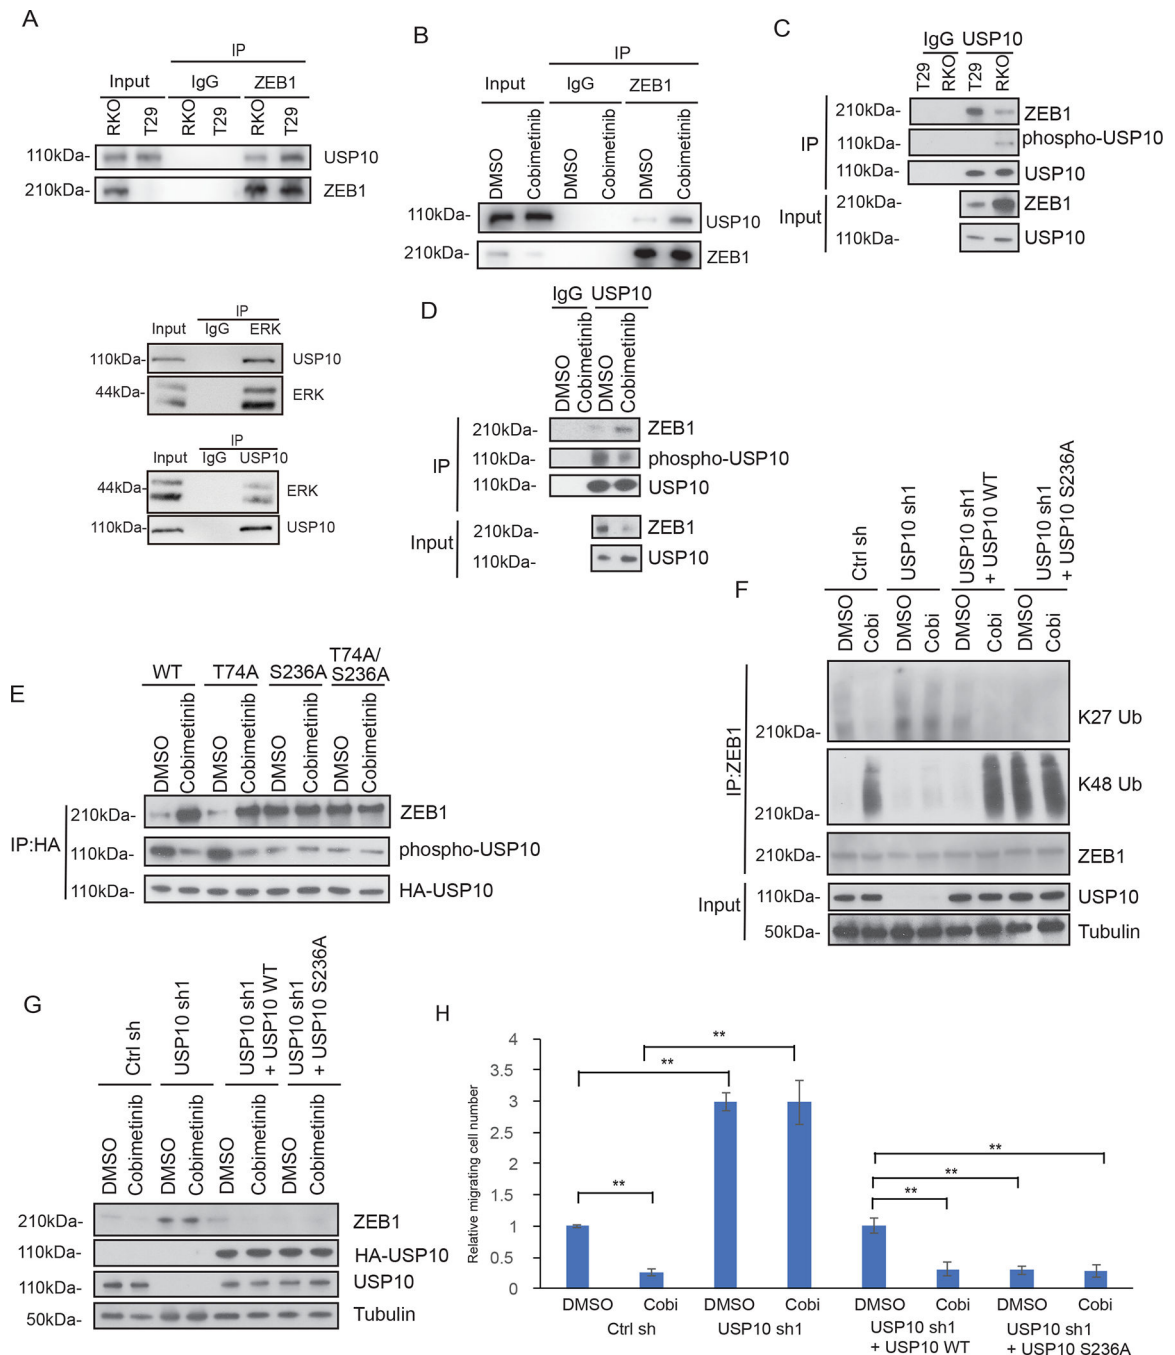 A
IP
Input IgG ZEB1
RKO T29 RKO T29 RKO T29
110kDa- USP10
210kDa- ZEB1
IP
Input IgG ERK
110kDa- USP10
44kDa- ERK
IP
Input IgG USP10
44kDa- ERK
110kDa- USP10
B
IP
Input IgG ZEB1
DMSO Cobimetinib DMSO Cobimetinib DMSO Cobimetinib
110kDa- USP10
210kDa- ZEB1
C
IgG USP10
T29 RKO T29 RKO
IP
210kDa- ZEB1
110kDa- phospho-USP10
110kDa- USP10
Input
210kDa- ZEB1
110kDa- USP10
D
IgG USP10
DMSO Cobimetinib DMSO Cobimetinib
IP
210kDa- ZEB1
110kDa- phospho-USP10
110kDa- USP10
Input
210kDa- ZEB1
110kDa- USP10
E
WT T74A S236A T74A/
S236A
DMSO Cobimetinib DMSO Cobimetinib DMSO Cobimetinib DMSO Cobimetinib
IP:HA
210kDa- ZEB1
110kDa- phospho-USP10
110kDa- HA-USP10
F
Ctrl sh
USP10 sh1
USP10 sh1
+ USP10 WT
USP10 sh1
+ USP10 S236A
DMSO Cobi DMSO Cobi DMSO Cobi DMSO Cobi
IP:ZEB1
210kDa- K27 Ub
210kDa- K48 Ub
210kDa- ZEB1
Input
110kDa- USP10
50kDa- Tubulin
G
Ctrl sh
USP10 sh1
USP10 sh1
+ USP10 WT
USP10 sh1
+ USP10 S236A
DMSO Cobimetinib DMSO Cobimetinib DMSO Cobimetinib DMSO Cobimetinib
210kDa- ZEB1
110kDa- HA-USP10
110kDa- USP10
50kDa- Tubulin
H
Relative migrating cell number
4
3.5
3
2.5
2
1.5
1
0.5
0
** ** ** ** ** **
DMSO Cobi DMSO Cobi DMSO Cobi DMSO Cobi
Ctrl sh USP10 sh1 USP10 sh1 USP10 sh1
+ USP10 WT + USP10 S236A